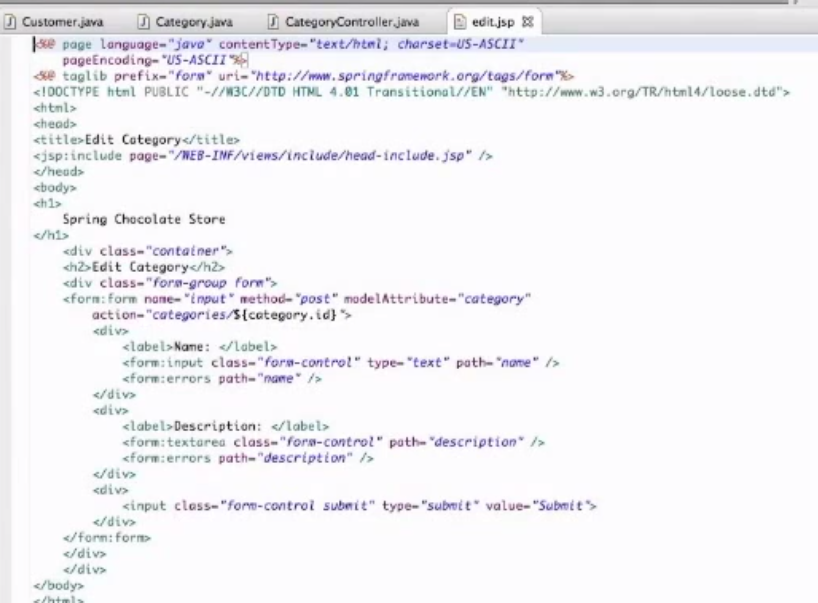 Customer.java Category.java CategoryController.java edit.jsp
<%@ page language="java" contentType="text/html; charset=US-ASCII"
pageEncoding="US-ASCII"%>
<%@ taglib prefix="form" uri="http://www.springframework.org/tags/form"%>
<!DOCTYPE html PUBLIC "-//W3C//DTD HTML 4.01 Transitional//EN" "http://www.w3.org/TR/html4/loose.dtd">
<html>
<head>
<title>Edit Category</title>
<jsp:include page="/WEB-INF/views/include/head-include.jsp" />
</head>
<body>
<h1>
Spring Chocolate Store
</h1>
<div class="container">
<h2>Edit Category</h2>
<div class="form-group form">
<form:form name="input" method="post" modelAttribute="category"
action="categories/${category.id}">
<div>
<label>Name: </label>
<form:input class="form-control" type="text" path="name" />
<form:errors path="name" />
</div>
<div>
<label>Description: </label>
<form:textarea class="form-control" path="description" />
<form:errors path="description" />
</div>
<div>
<input class="form-control submit" type="submit" value="Submit">
</div>
</form:form>
</div>
</div>
</body>
</html>